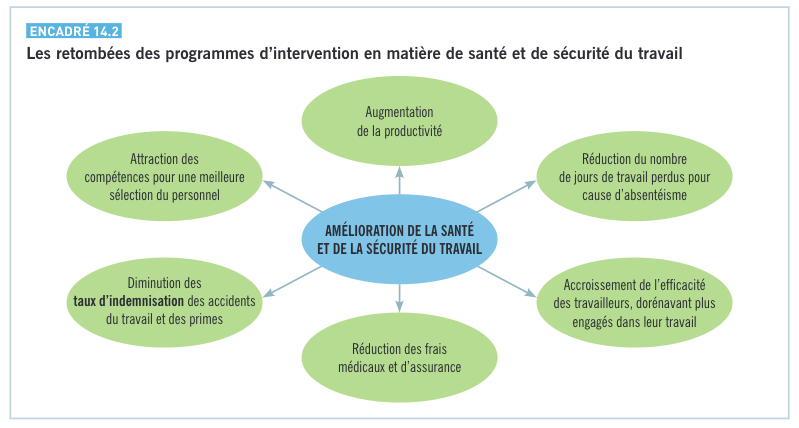 ENCADRÉ 14.2
Les retombées des programmes d'intervention en matière de santé et de sécurité du travail
Augmentation
de la productivité
Attraction des
compétences pour une meilleure
sélection du personnel
Réduction du nombre
de jours de travail perdus pour
cause d'absentéisme
AMÉLIORATION DE LA SANTÉ
ET DE LA SÉCURITÉ DU TRAVAIL
Diminution des
taux d'indemnisation des accidents
du travail et des primes
Accroissement de l'efficacité
des travailleurs, dorénavant plus
engagés dans leur travail
Réduction des frais
médicaux et d'assurance